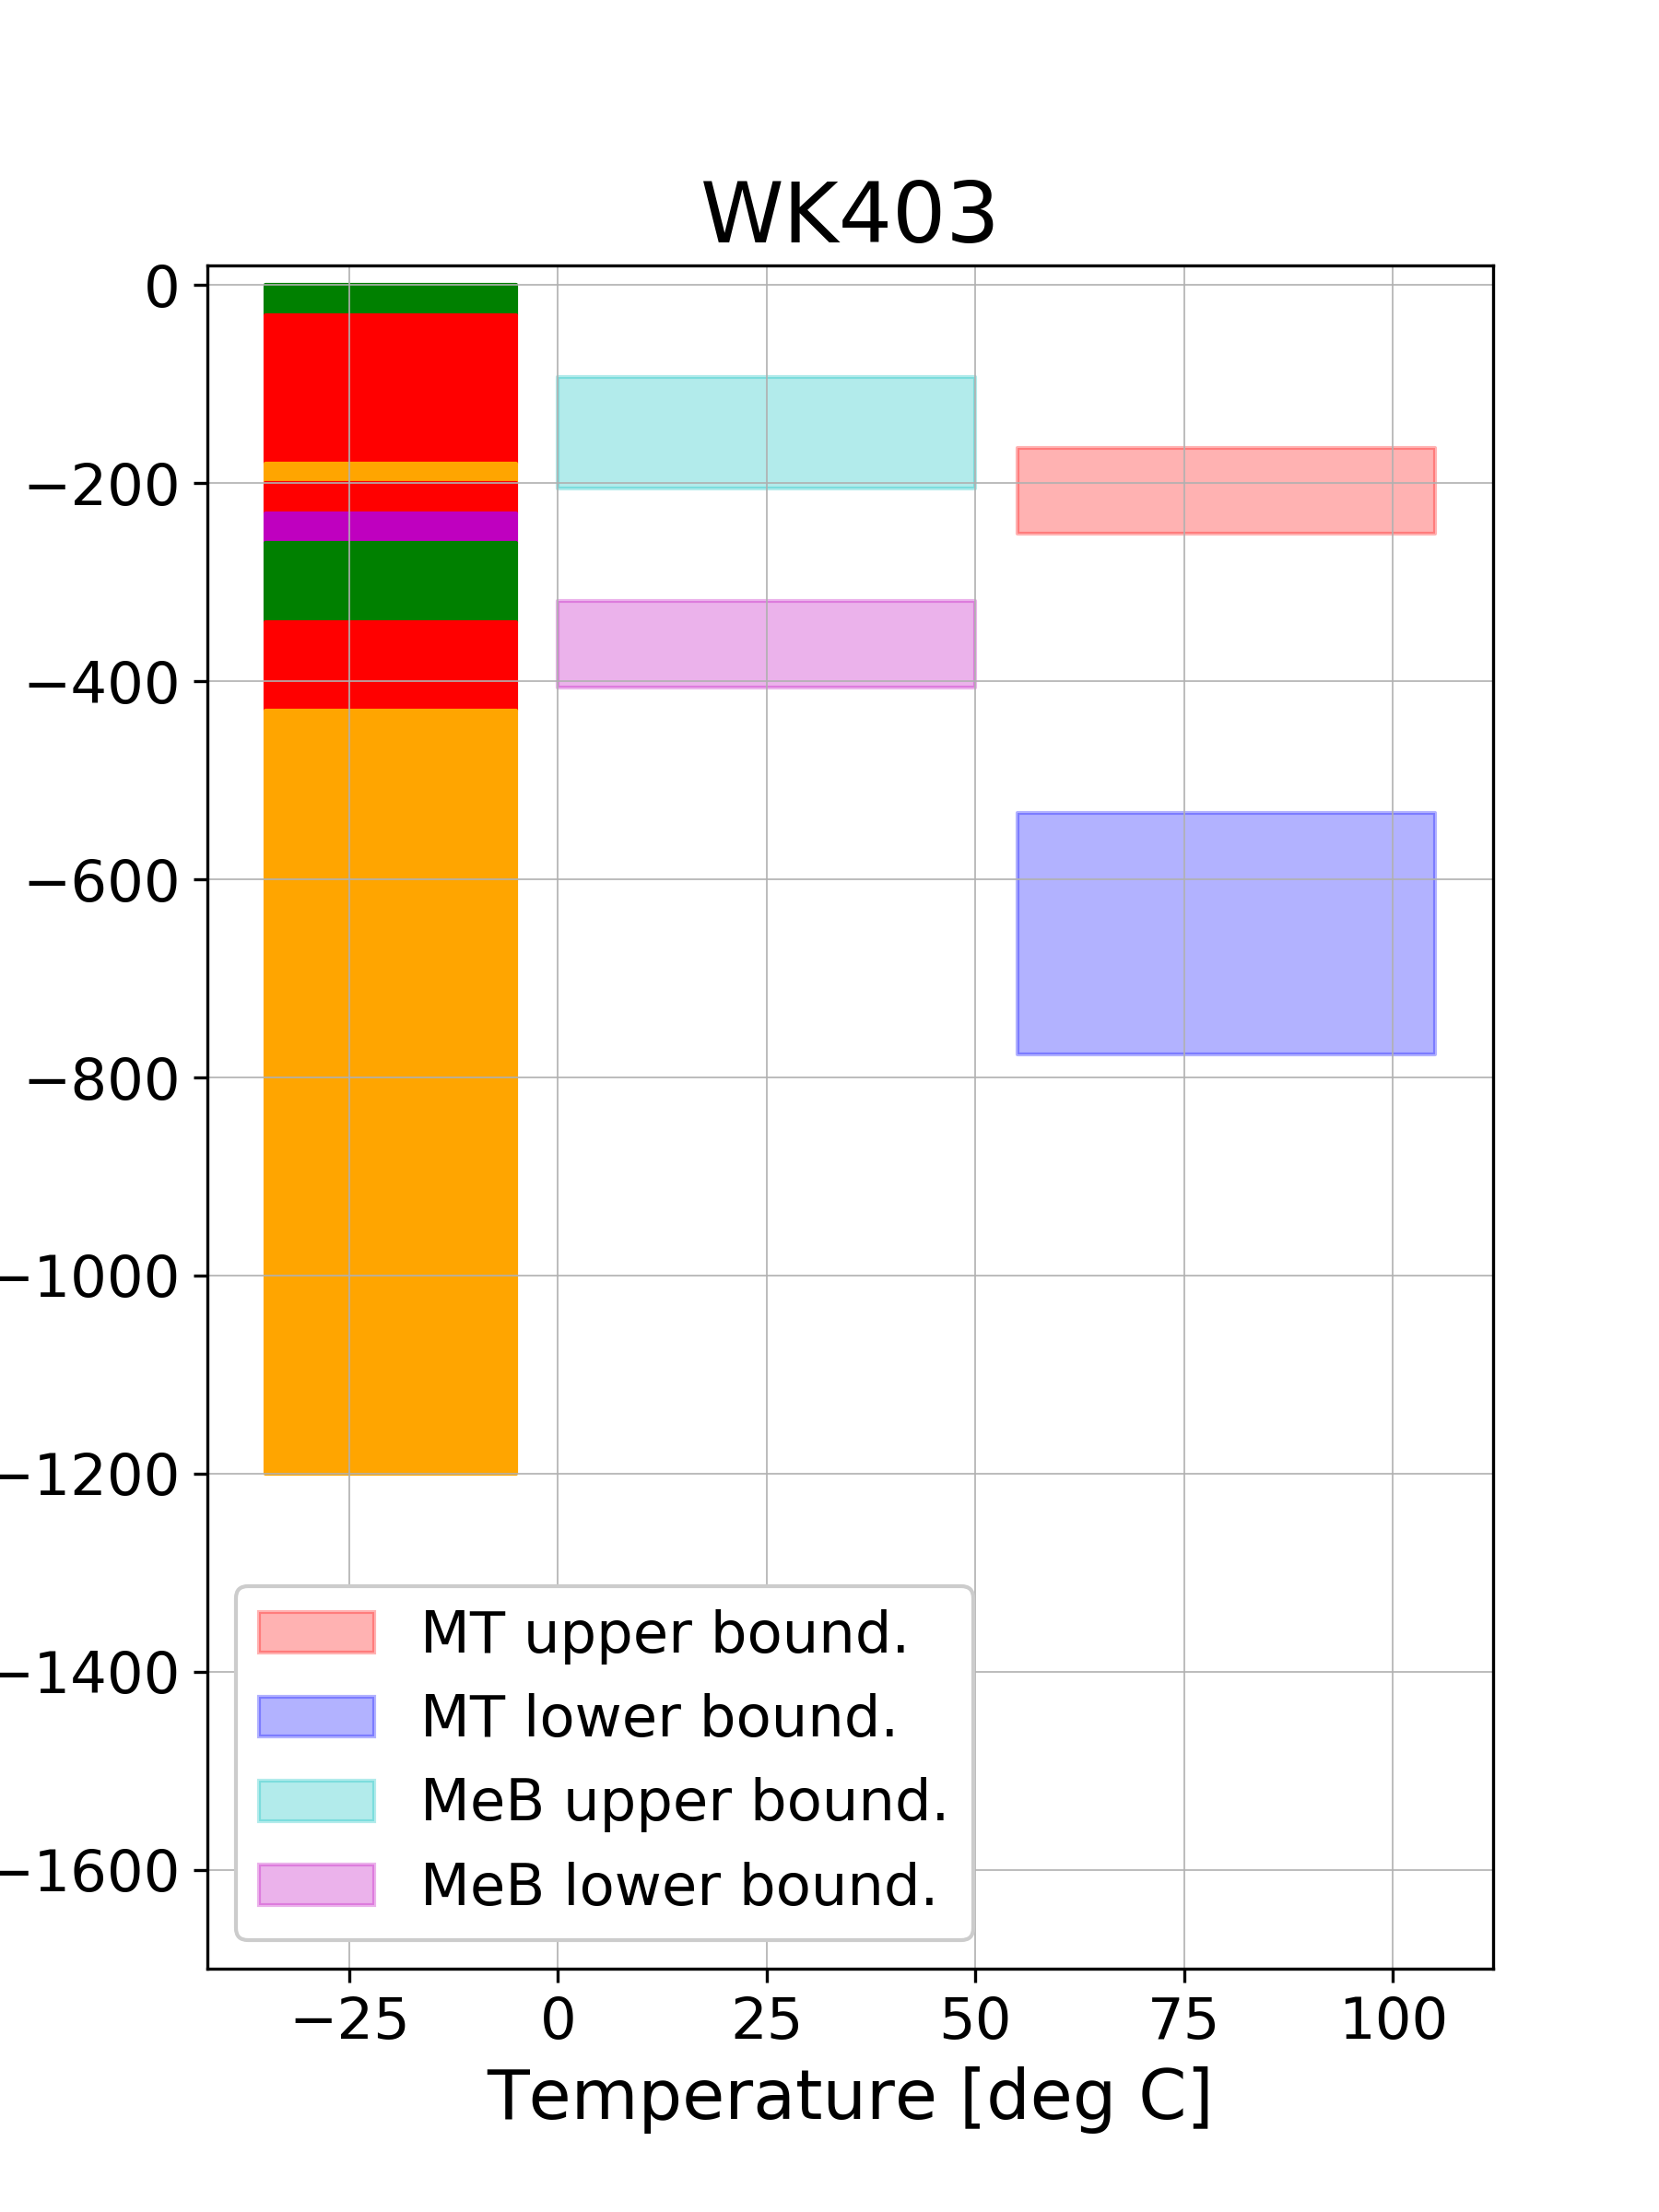 WK403
0
−200
−400
−600
−800
−1000
−1200
−1400
−1600
MT upper bound.
MT lower bound.
MeB upper bound.
MeB lower bound.
−25 0 25 50 75 100
Temperature [deg C]